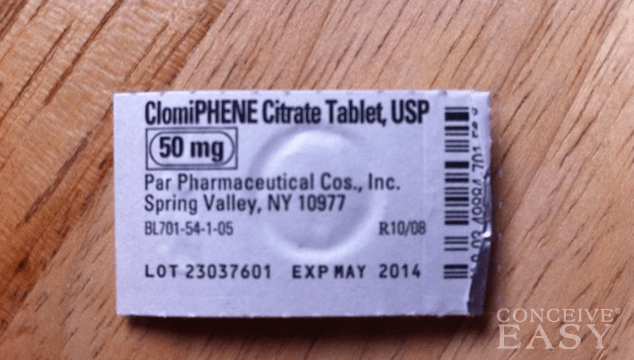 ClomiPHENE Citrate Tablet, USP
50 mg
Par Pharmaceutical Cos., Inc.
Spring Valley, NY 10977
BL701-54-1-05 R10/08
LOT 23037601 EXP MAY 2014
CONCEIVE®
EASY